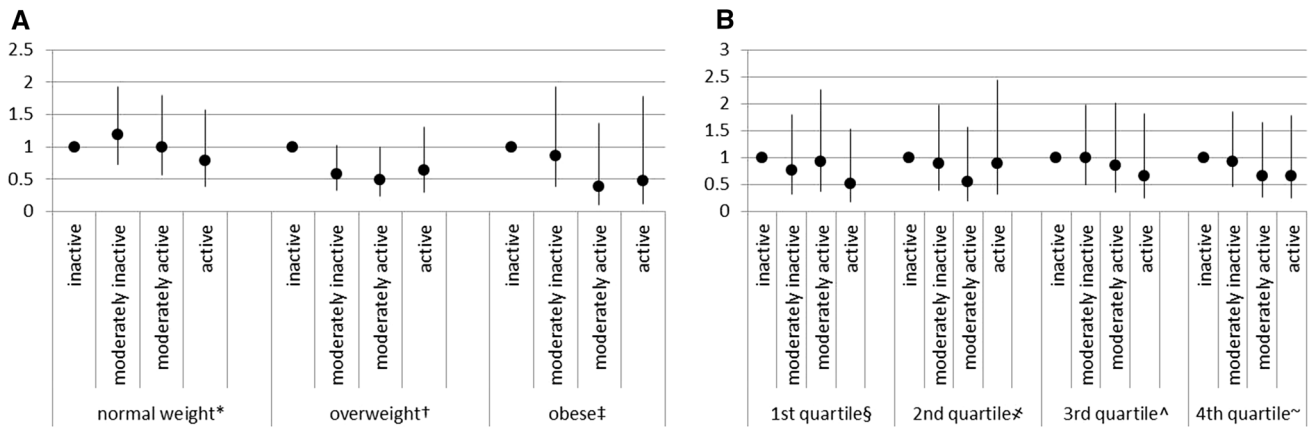 A
2.5
2
1.5
1
0.5
0
inactive
moderately inactive
moderately active
active
inactive
moderately inactive
moderately active
active
inactive
moderately inactive
moderately active
active
normal weight*
overweight†
obese‡
B
3
2.5
2
1.5
1
0.5
0
inactive
moderately inactive
moderately active
active
inactive
moderately inactive
moderately active
active
inactive
moderately inactive
moderately active
active
inactive
moderately inactive
moderately active
active
1st quartile§
2nd quartile≮
3rd quartile^
4th quartile~